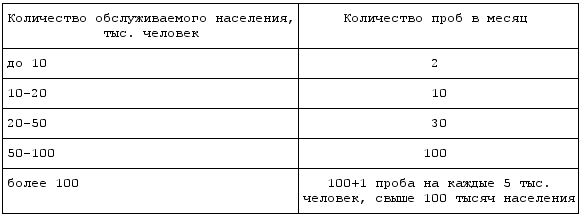 Количество обслуживаемого населения,
тыс. человек
Количество проб в месяц
до 10
2
10-20
10
20-50
30
50-100
100
более 100
100+1 проба на каждые 5 тыс.
человек, свыше 100 тысяч населения